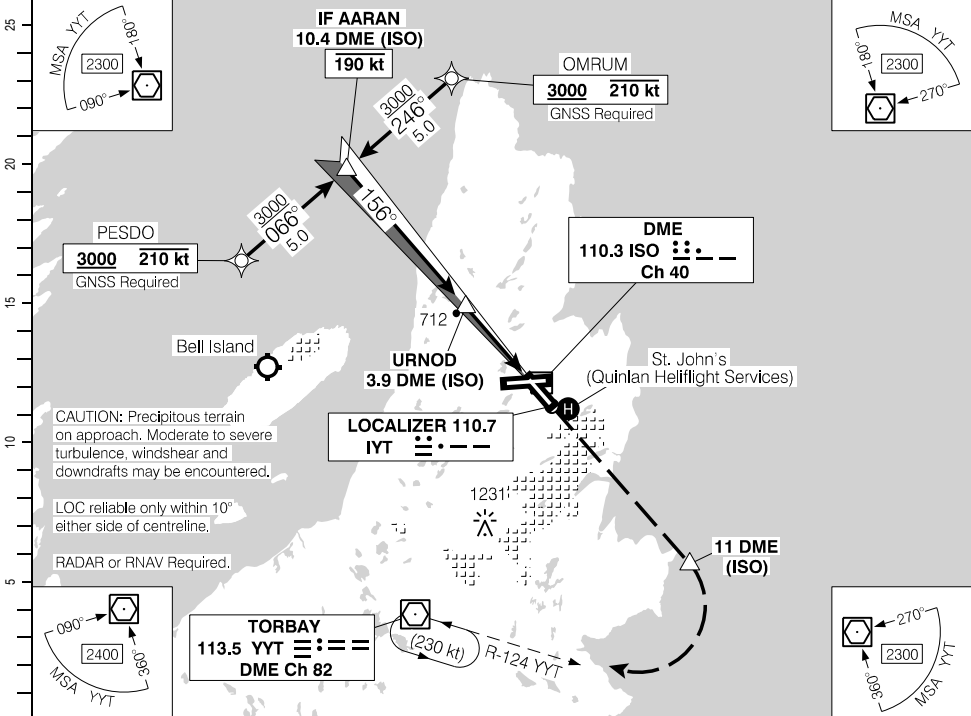 25
20
15
10
5
MSA YYT
180°
2300
090°
IF AARAN
10.4 DME (ISO)
190 kt
OMRUM
3000 210 kt
GNSS Required
MSA YYT
180°
2300
270°
3000
246°
5.0
3000
066°
5.0
156°
PESDO
3000 210 kt
GNSS Required
DME
110.3 ISO
Ch 40
712
Bell Island
URNOD
3.9 DME (ISO)
St. John's
(Quinlan Heliflight Services)
H
LOCALIZER 110.7
IYT
CAUTION: Precipitous terrain
on approach. Moderate to severe
turbulence, windshear and
downdrafts may be encountered.
LOC reliable only within 10°
either side of centreline.
RADAR or RNAV Required.
1231
11 DME
(ISO)
090°
360°
2400
MSA YYT
TORBAY
113.5 YYT
DME Ch 82
(230 kt)
R-124 YYT
270°
360°
2300
MSA YYT